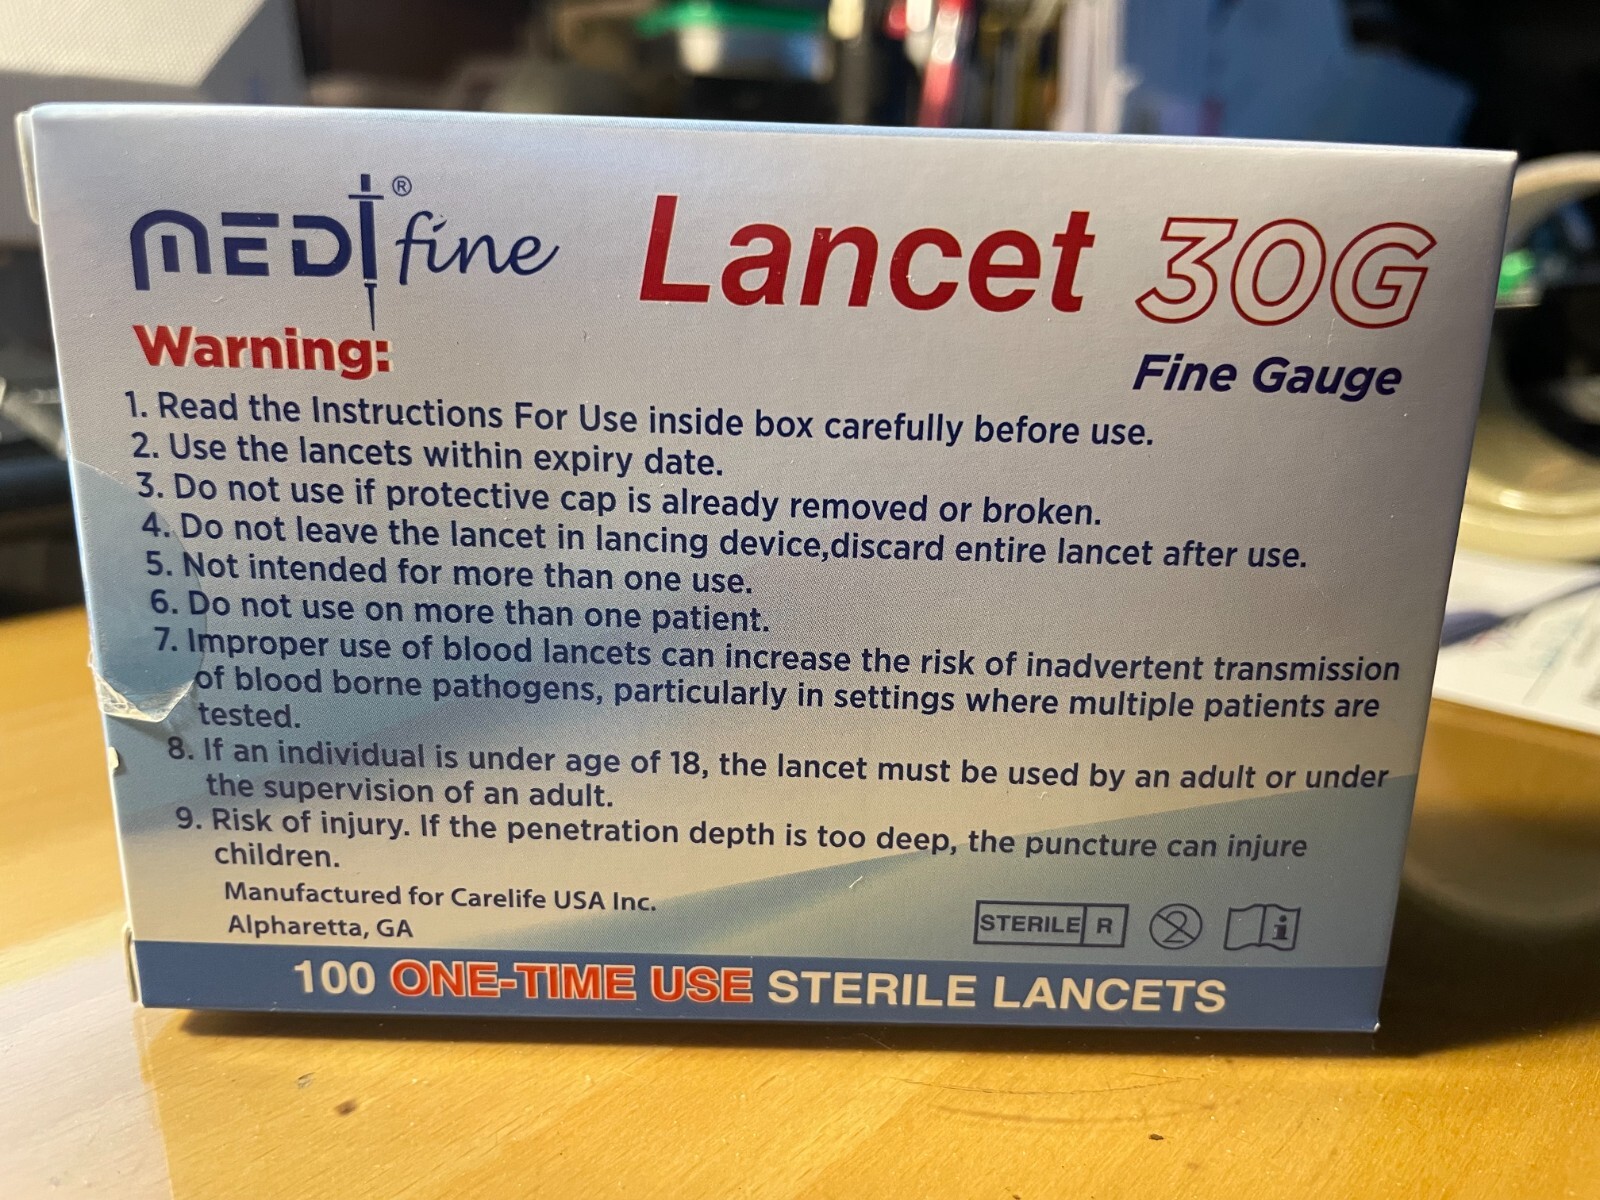 MEDIfine®
Lancet 30G
Fine Gauge
Warning:
1. Read the Instructions For Use inside box carefully before use.
2. Use the lancets within expiry date.
3. Do not use if protective cap is already removed or broken.
4. Do not leave the lancet in lancing device,discard entire lancet after use.
5. Not intended for more than one use.
6. Do not use on more than one patient.
7. Improper use of blood lancets can increase the risk of inadvertent transmission
of blood borne pathogens, particularly in settings where multiple patients are
tested.
8. If an individual is under age of 18, the lancet must be used by an adult or under
the supervision of an adult.
9. Risk of injury. If the penetration depth is too deep, the puncture can injure
children.
Manufactured for Carelife USA Inc.
Alpharetta, GA
STERILE R 2 i
100 ONE-TIME USE STERILE LANCETS